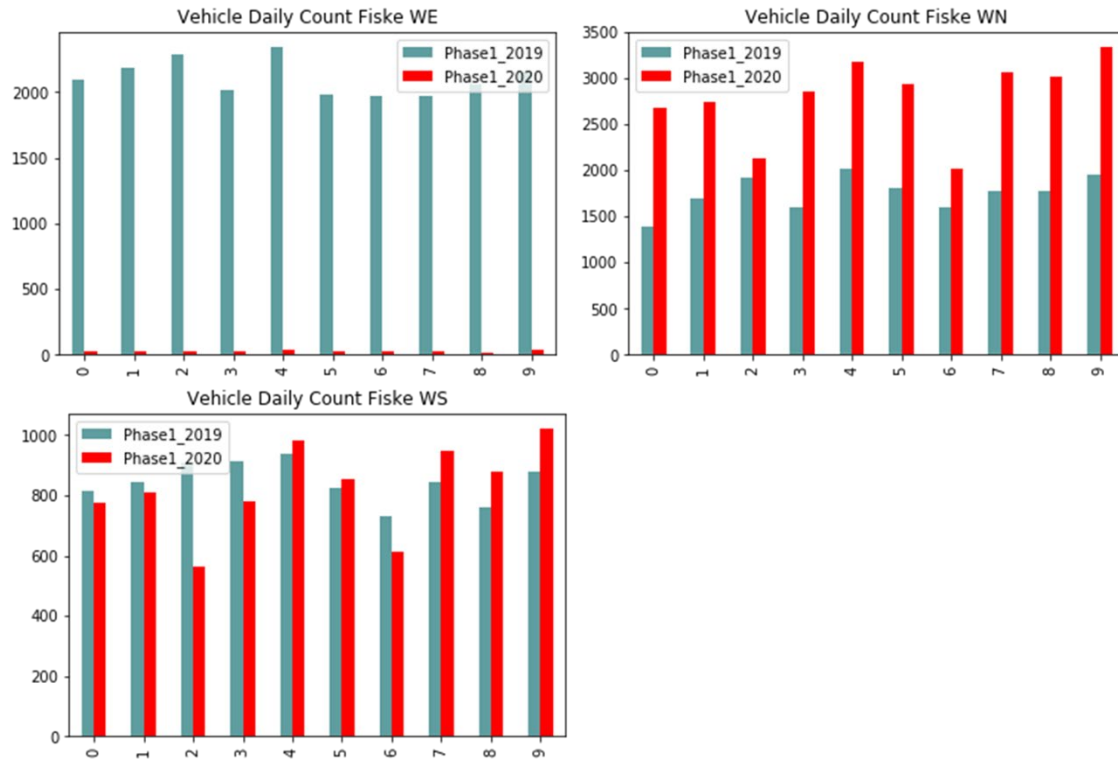 Vehicle Daily Count Fiske WE
Phase1_2019
Phase1_2020
2000
1500
1000
500
0
0 1 2 3 4 5 6 7 8 9
Vehicle Daily Count Fiske WN
Phase1_2019
Phase1_2020
3500
3000
2500
2000
1500
1000
500
0
0 1 2 3 4 5 6 7 8 9
Vehicle Daily Count Fiske WS
Phase1_2019
Phase1_2020
1000
800
600
400
200
0
0 1 2 3 4 5 6 7 8 9